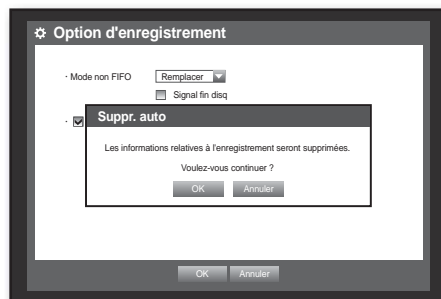 Option d'enregistrement
· Mode non FIFO Remplacer
Signal fin disq
·
Suppr. auto
Les informations relatives à l'enregistrement seront supprimées.
Voulez-vous continuer ?
OK Annuler
OK Annuler